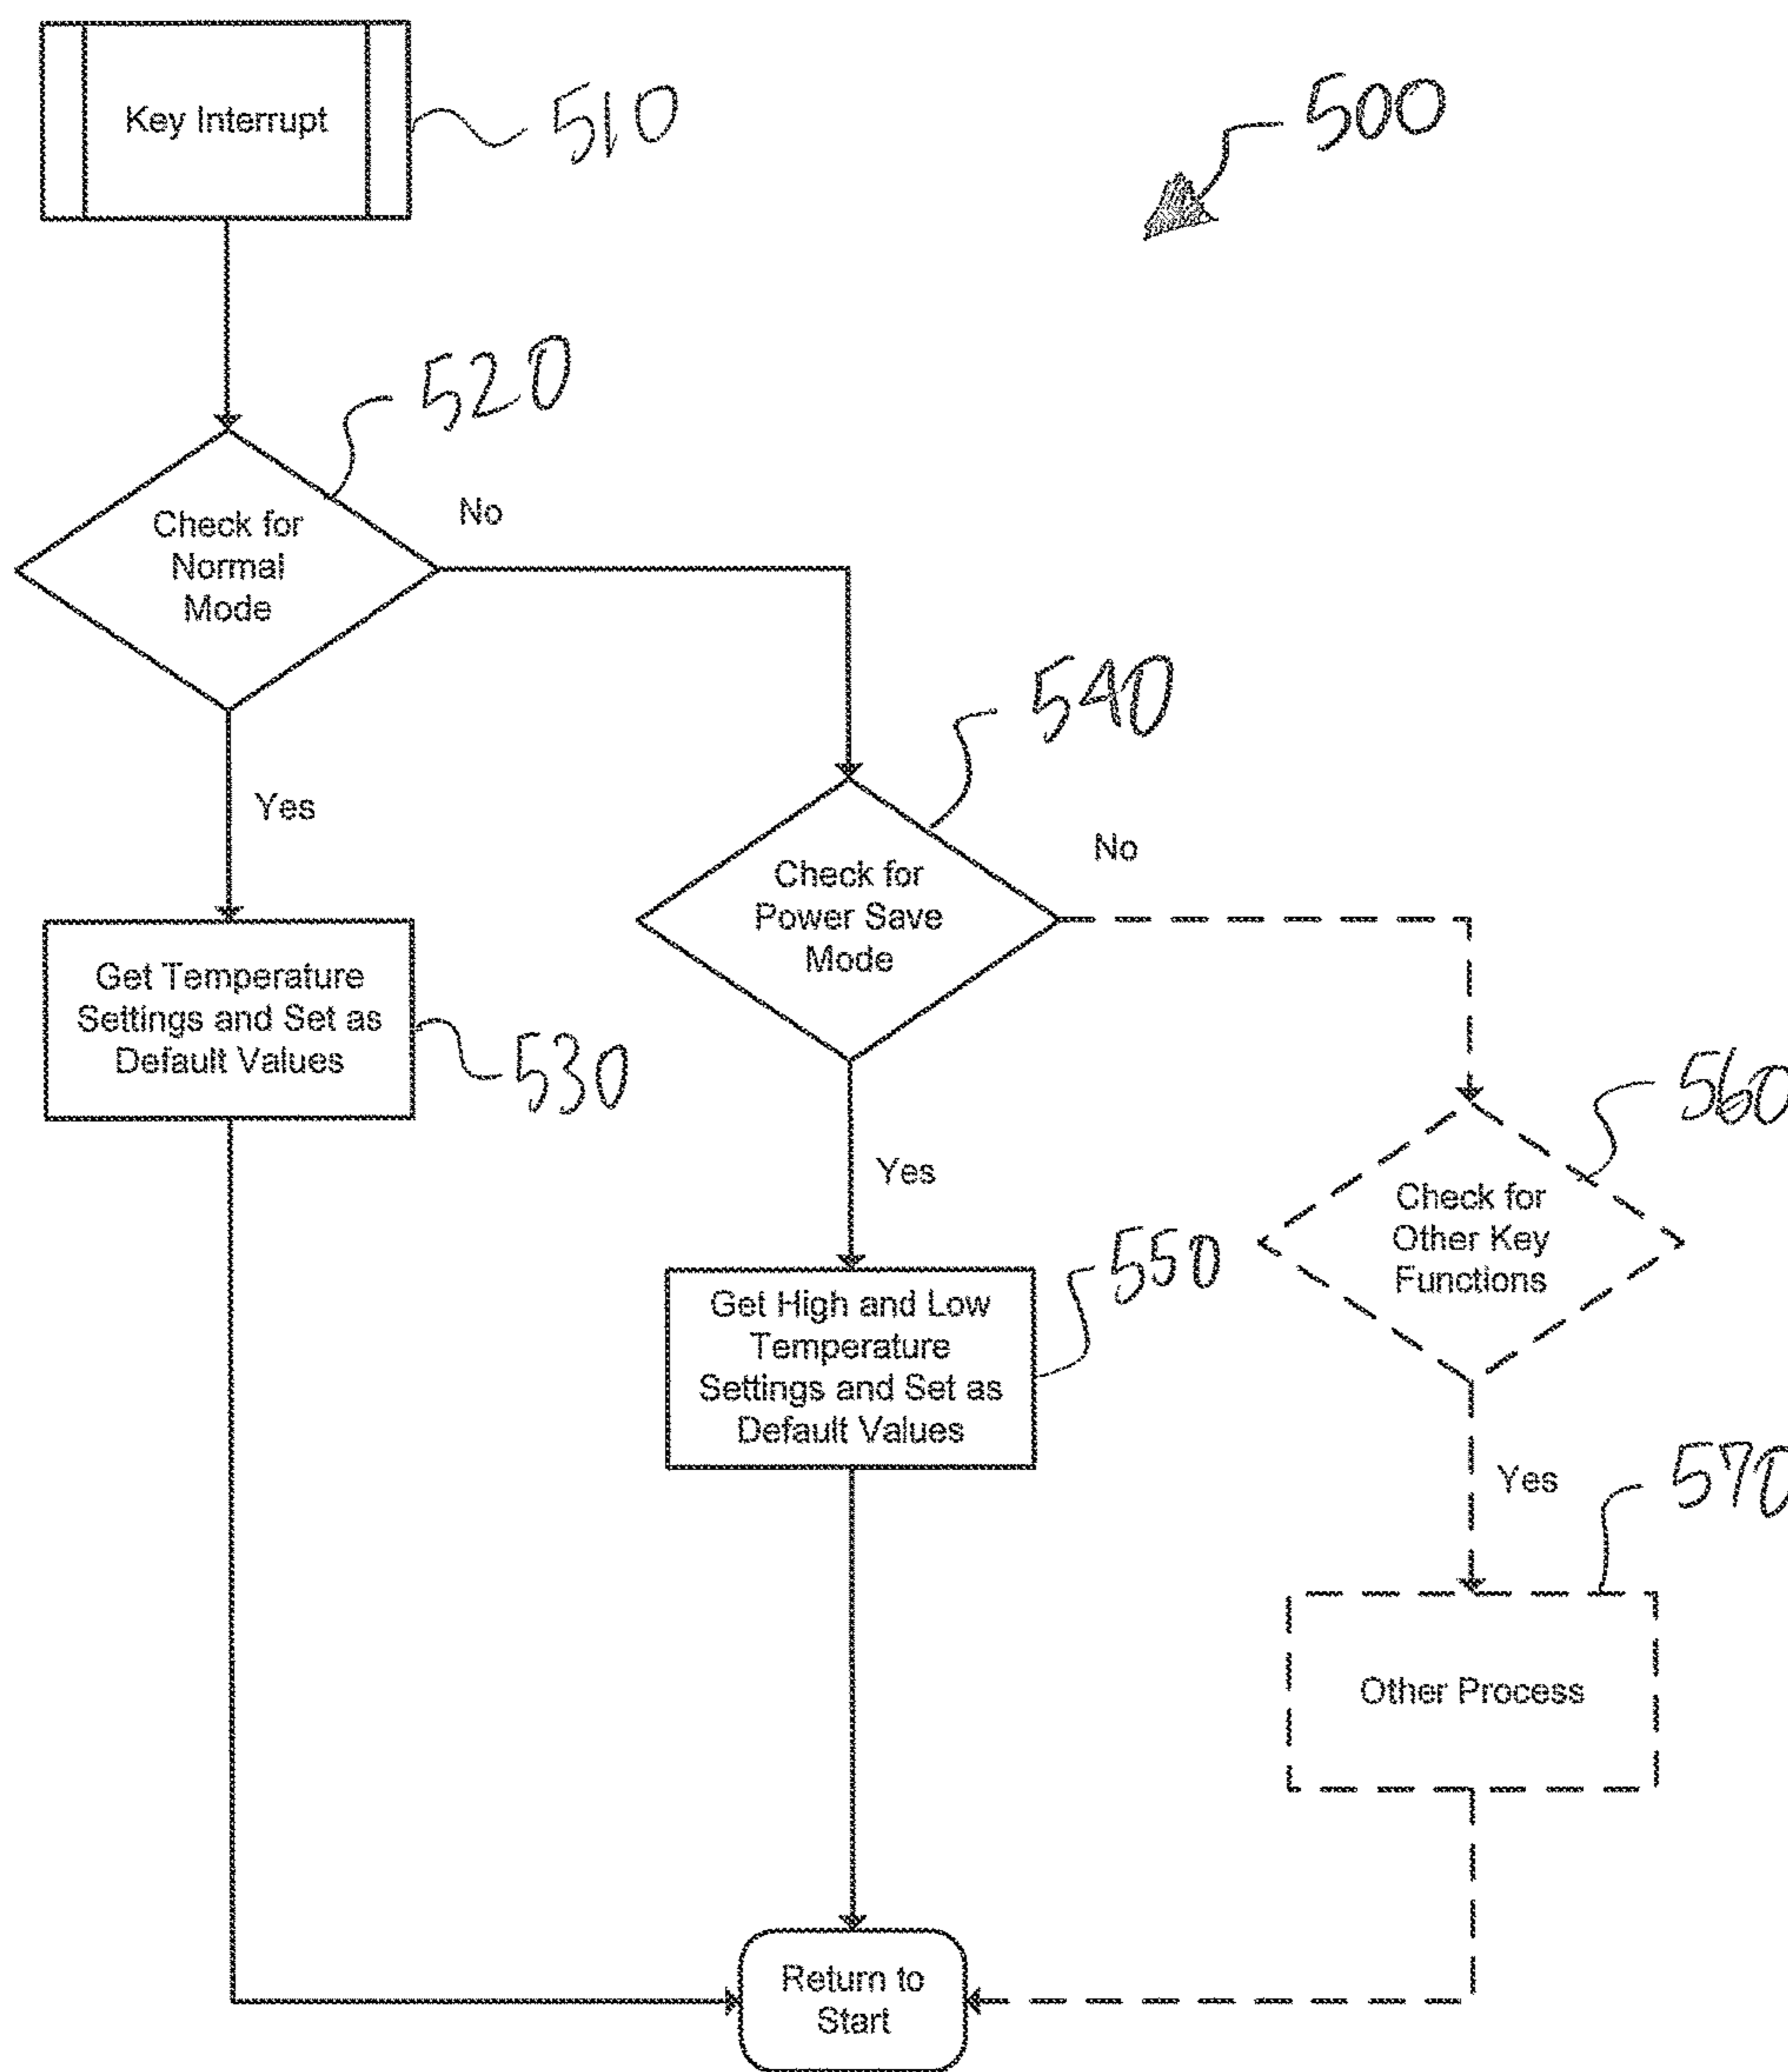 Key Interrupt
510
500
520
Check for
Normal
Mode
No
Yes
540
Check for
Power Save
Mode
No
Get Temperature
Settings and Set as
Default Values
530
Yes
560
Check for
Other Key
Functions
550
Get High and Low
Temperature
Settings and Set as
Default Values
Yes
570
Other Process
Return to
Start